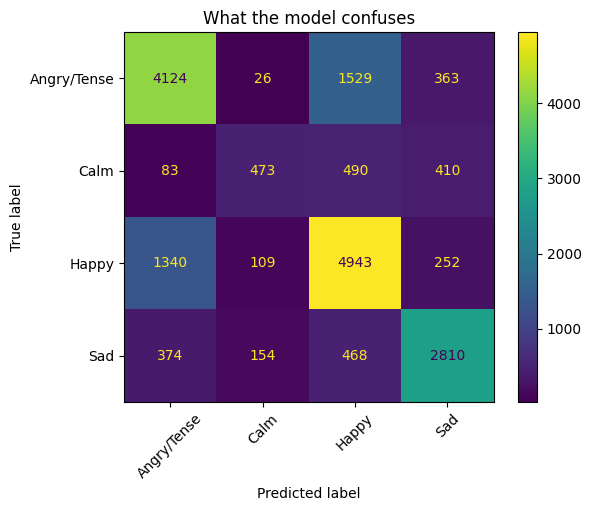 What the model confuses
True label
Angry/Tense 4124 26 1529 363
Calm 83 473 490 410
Happy 1340 109 4943 252
Sad 374 154 468 2810
Angry/Tense Calm Happy Sad
Predicted label
4000
3000
2000
1000